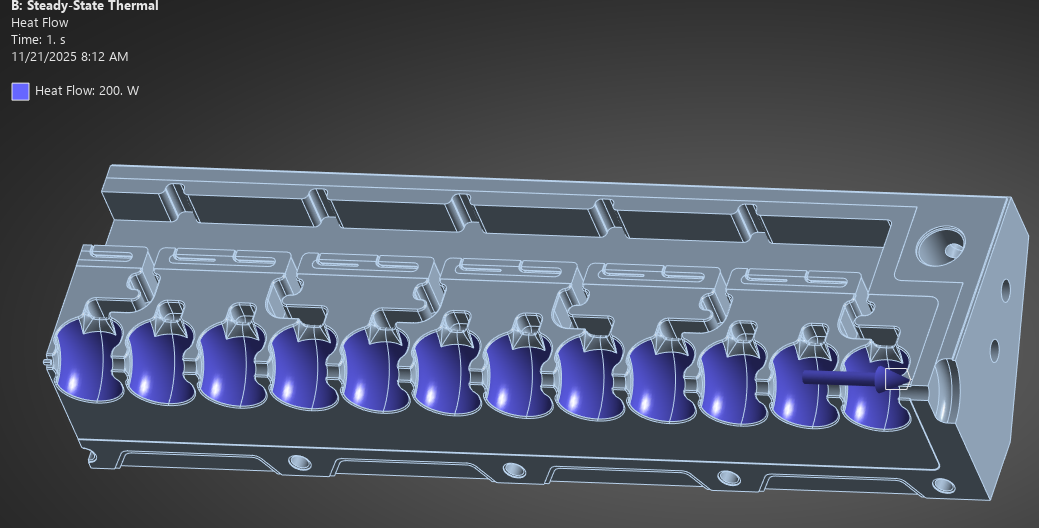 B: Steady-State Thermal
Heat Flow
Time: 1. s
11/21/2025 8:12 AM
Heat Flow: 200. W